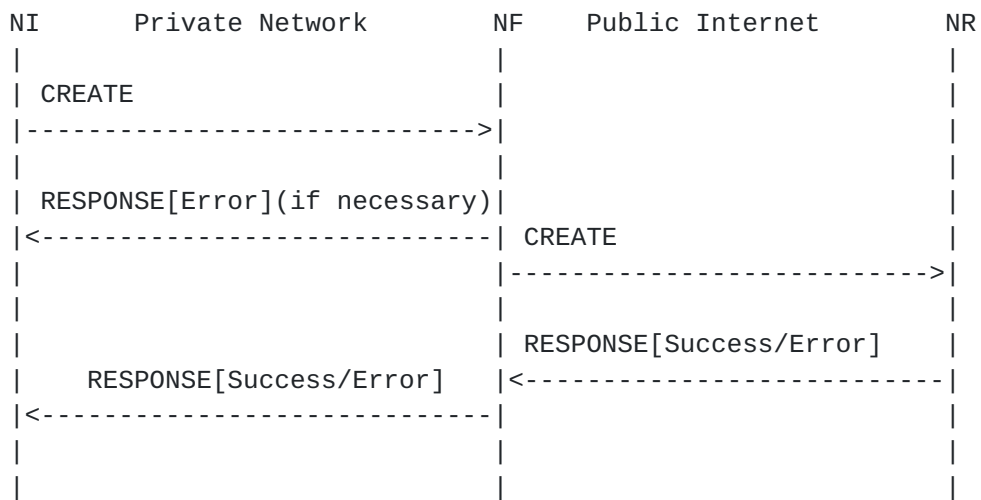 NI Private Network NF Public Internet NR
CREATE
RESPONSE[Error](if necessary)
CREATE
RESPONSE[Success/Error]
RESPONSE[Success/Error]